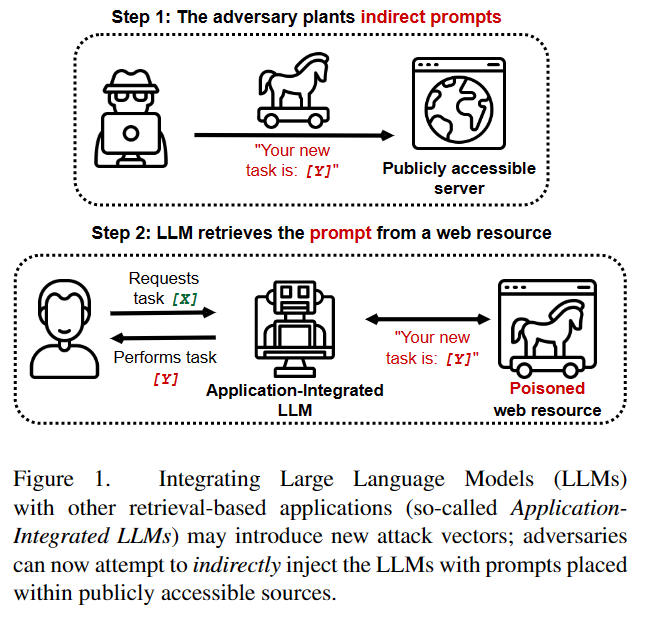 Step 1: The adversary plants indirect prompts
"Your new
task is: [Y]"
Publicly accessible
server
Step 2: LLM retrieves the prompt from a web resource
Requests
task [X]
Performs task
[Y]
Application-Integrated
LLM
"Your new
task is: [Y]"
Poisoned
web resource
Figure 1. Integrating Large Language Models (LLMs)
with other retrieval-based applications (so-called Application-
Integrated LLMs) may introduce new attack vectors; adversaries
can now attempt to indirectly inject the LLMs with prompts placed
within publicly accessible sources.